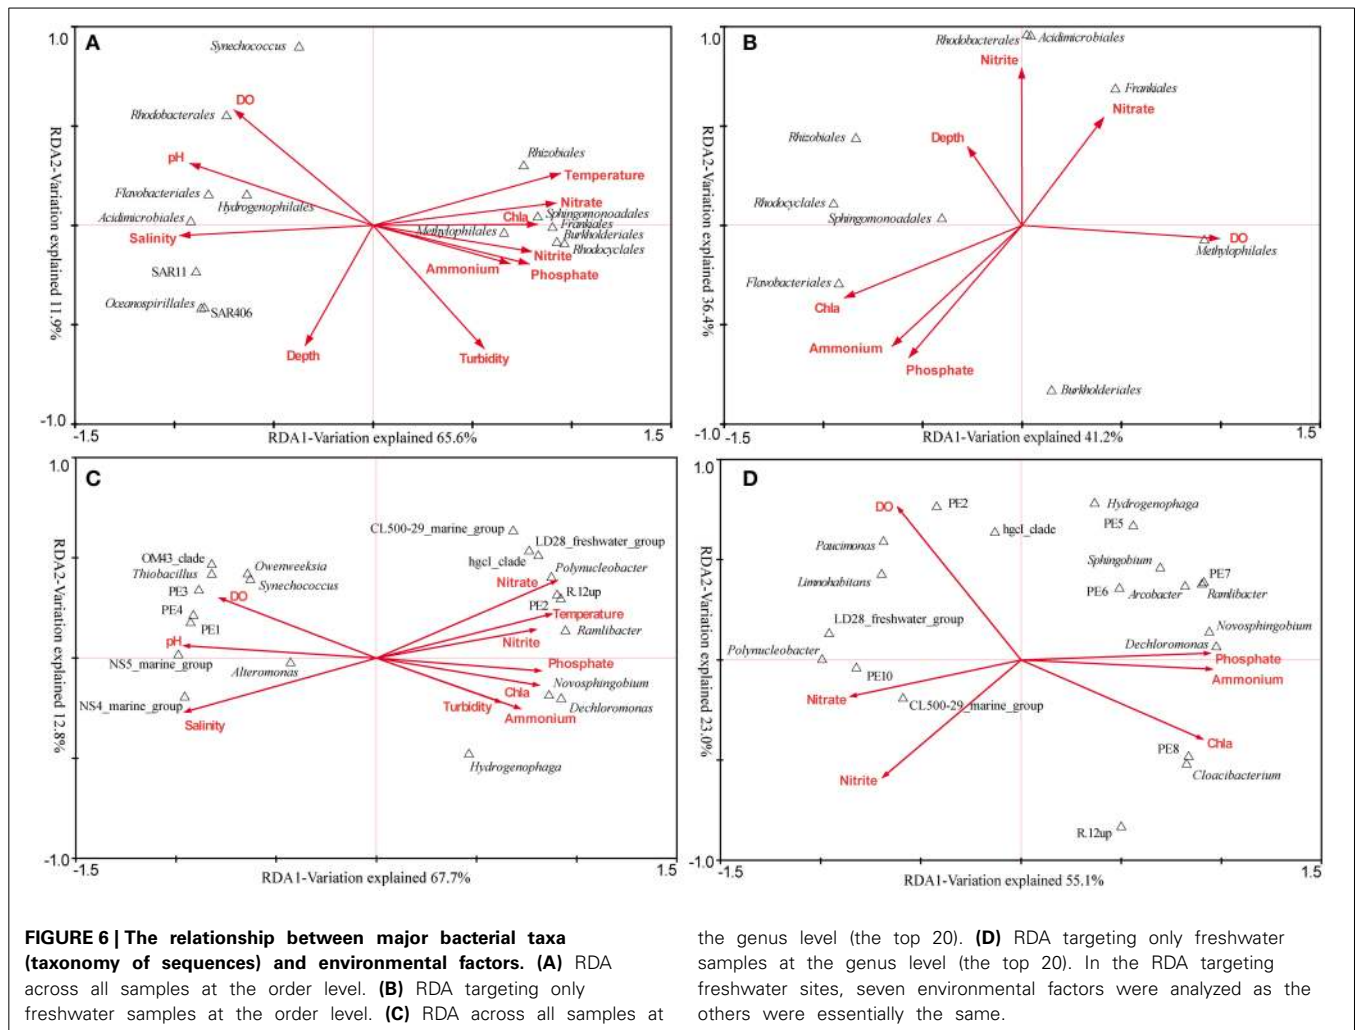 A
1.0
Synechococcus
DO
Rhodobacterales
pH
Rhizobiales
Temperature
Flavobacteriales
Hydrogenophilales
Nitrate
Chla
Sphingomonoadales
Acidimicrobiales
Frankiales
Salinity
Methylophilales
Burkholderiales
Nitrite
Rhodocyclales
SAR11
Ammonium
Phosphate
Oceanospirillales
SAR406
Depth
Turbidity
RDA2-Variation explained 11.9%
-1.0
-1.5
RDA1-Variation explained 65.6%
1.5
B
1.0
Rhodobacterales
Acidimicrobiales
Nitrite
Frankiales
Nitrate
Rhizobiales
Depth
Rhodocyclales
Sphingomonoadales
DO
Methylophilales
Flavobacteriales
Chla
Ammonium
Phosphate
Burkholderiales
RDA2-Variation explained 36.4%
-1.0
-1.5
RDA1-Variation explained 41.2%
1.5
C
1.0
CL500-29_marine_group
LD28_freshwater_group
OM43_clade
Owenweeksia
hgcl_clade
Polynucleobacter
Thiobacillus
Synechococcus
Nitrate
PE3
DO
R.12up
PE2
PE4
Temperature
PE1
Ramlibacter
pH
Nitrite
NS5_marine_group
Alteromonas
Phosphate
Novosphingobium
Chla
NS4_marine_group
Turbidity
Dechloromonas
Salinity
Ammonium
Hydrogenophaga
RDA2-Variation explained 12.8%
-1.0
-1.5
RDA1-Variation explained 67.7%
1.5
D
1.0
DO
PE2
Hydrogenophaga
hgcl_clade
PE5
Paucimonas
Sphingobium
Limnohabitans
PE7
PE6
Arcobacter
Ramlibacter
LD28_freshwater_group
Novosphingobium
Polynucleobacter
Dechloromonas
Phosphate
PE10
Ammonium
Nitrate
CL500-29_marine_group
Chla
PE8
Nitrite
Cloacibacterium
R.12up
RDA2-Variation explained 23.0%
-1.0
-1.5
RDA1-Variation explained 55.1%
1.5
FIGURE 6 | The relationship between major bacterial taxa
(taxonomy of sequences) and environmental factors. (A) RDA
across all samples at the order level. (B) RDA targeting only
freshwater samples at the order level. (C) RDA across all samples at
the genus level (the top 20). (D) RDA targeting only freshwater
samples at the genus level (the top 20). In the RDA targeting
freshwater sites, seven environmental factors were analyzed as the
others were essentially the same.